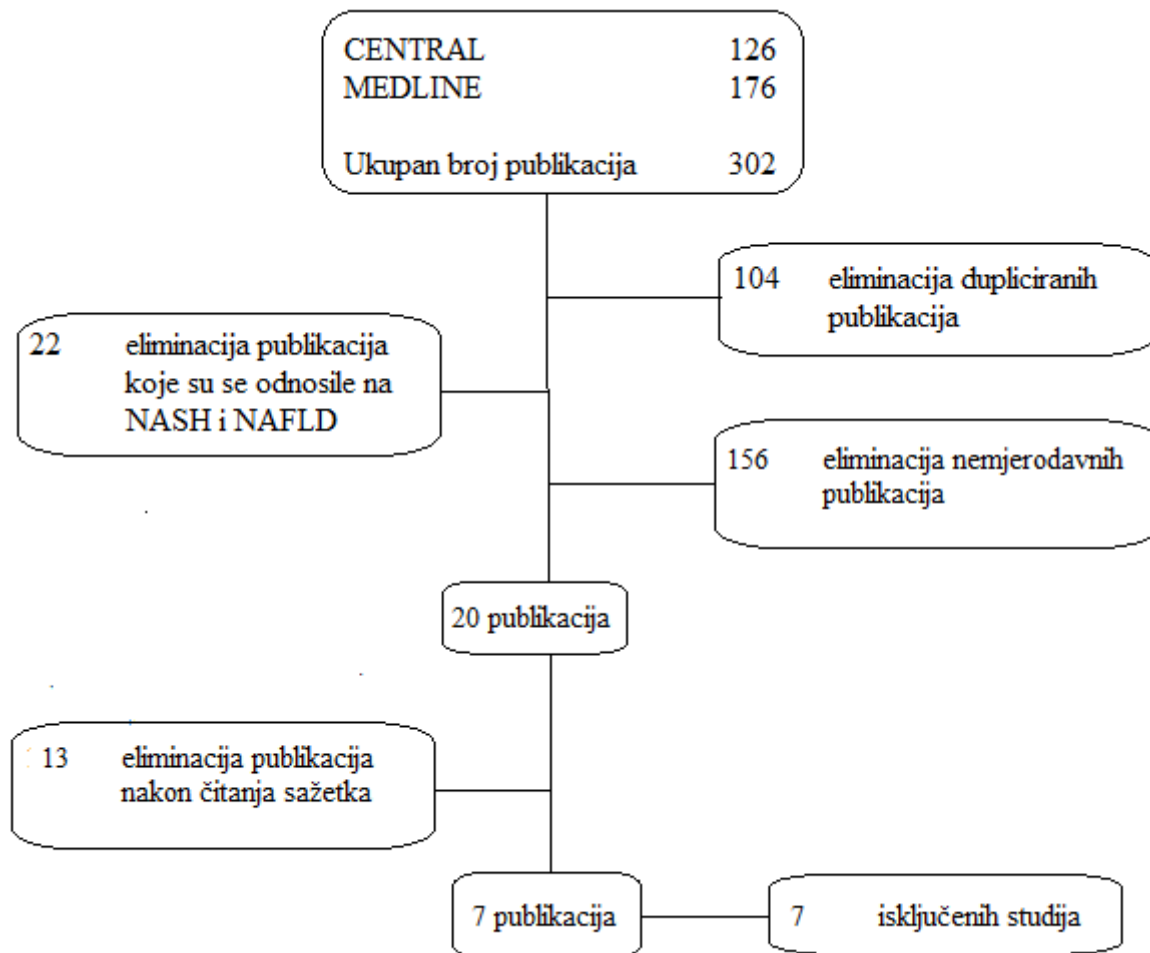 CENTRAL 126
MEDLINE 176
Ukupan broj publikacija 302
104 eliminacija dupliciranih
publikacija
22 eliminacija publikacija
koje su se odnosile na
NASH i NAFLD
156 eliminacija nemjerodavnih
publikacija
20 publikacija
13 eliminacija publikacija
nakon čitanja sažetka
7 publikacija
7 isključenih studija